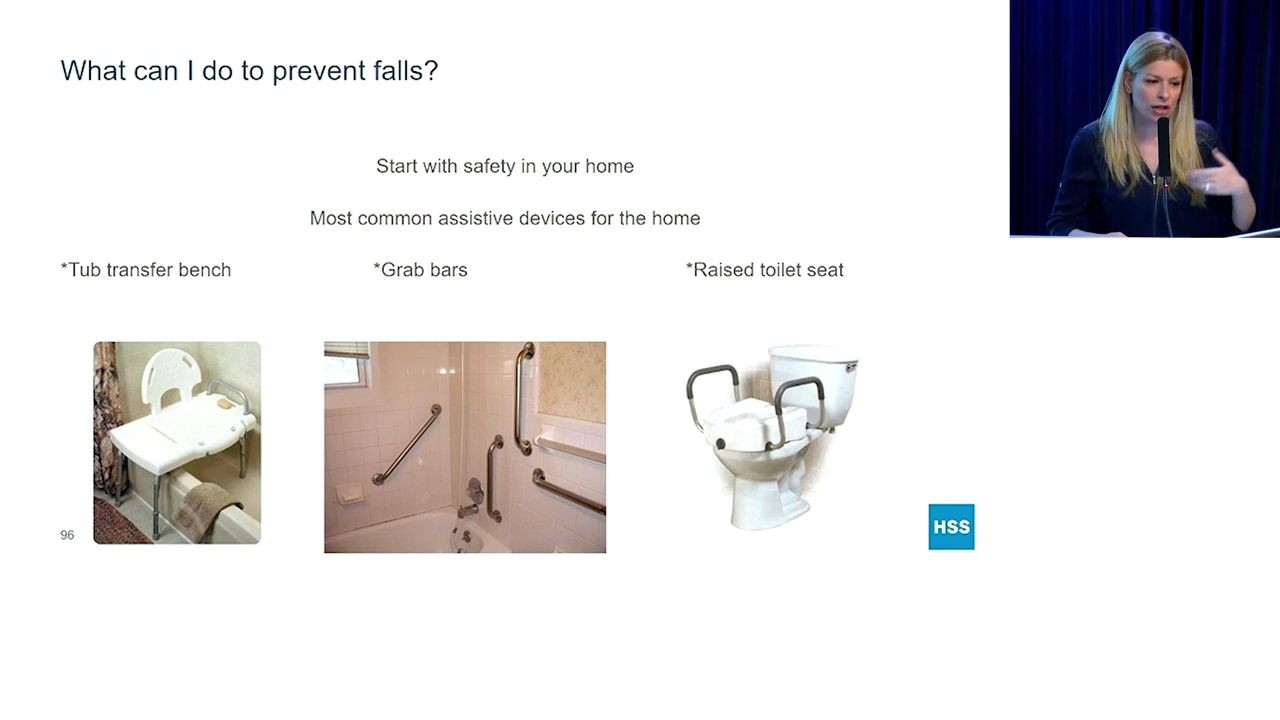 What can I do to prevent falls?
Start with safety in your home
Most common assistive devices for the home
*Tub transfer bench
*Grab bars
*Raised toilet seat
96
HSS